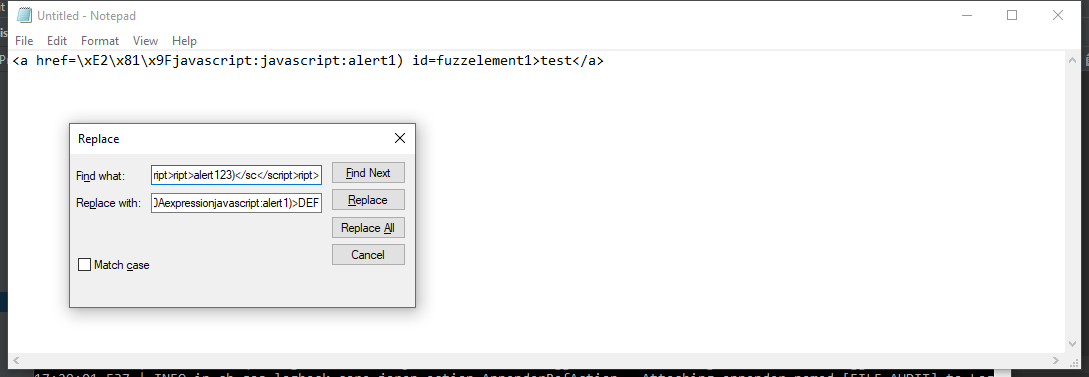 Untitled - Notepad
File Edit Format View Help
<a href=\xE2\x81\x9Fjavascript:javascript:alert1) id=fuzzelement1>test</a>
Replace
Find what: ript>ript>alert123)</sc</script>ript> Find Next
Replace with: 0Aexpressionjavascript:alert1)>DEF Replace
Replace All
Match case Cancel